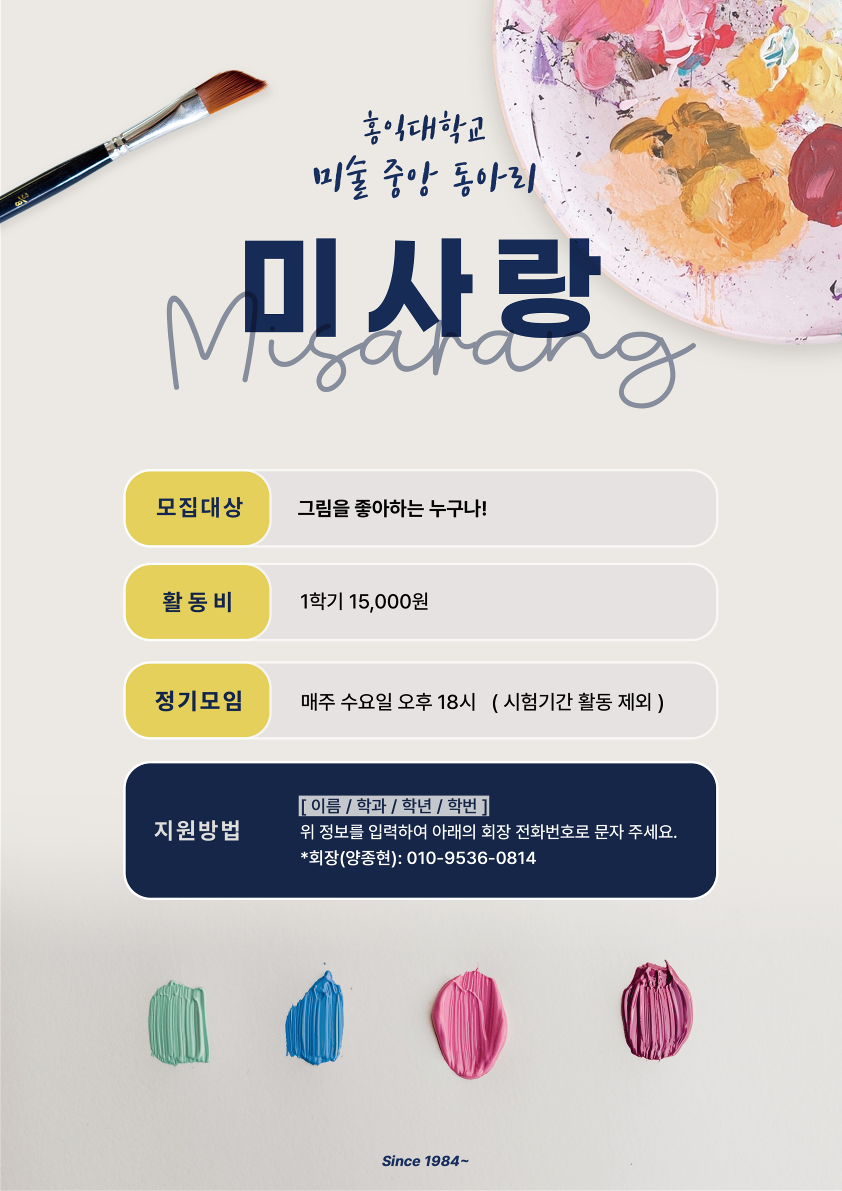 홍익대학교
미술 중앙 동아리
미사랑
Misarang
모집대상
그림을 좋아하는 누구나!
활동비
1학기 15,000원
정기모임
매주 수요일 오후 18시 ( 시험기간 활동 제외 )
지원방법
[ 이름 / 학과 / 학년 / 학번 ]
위 정보를 입력하여 아래의 회장 전화번호로 문자 주세요.
*회장(양종현): 010-9536-0814
Since 1984~